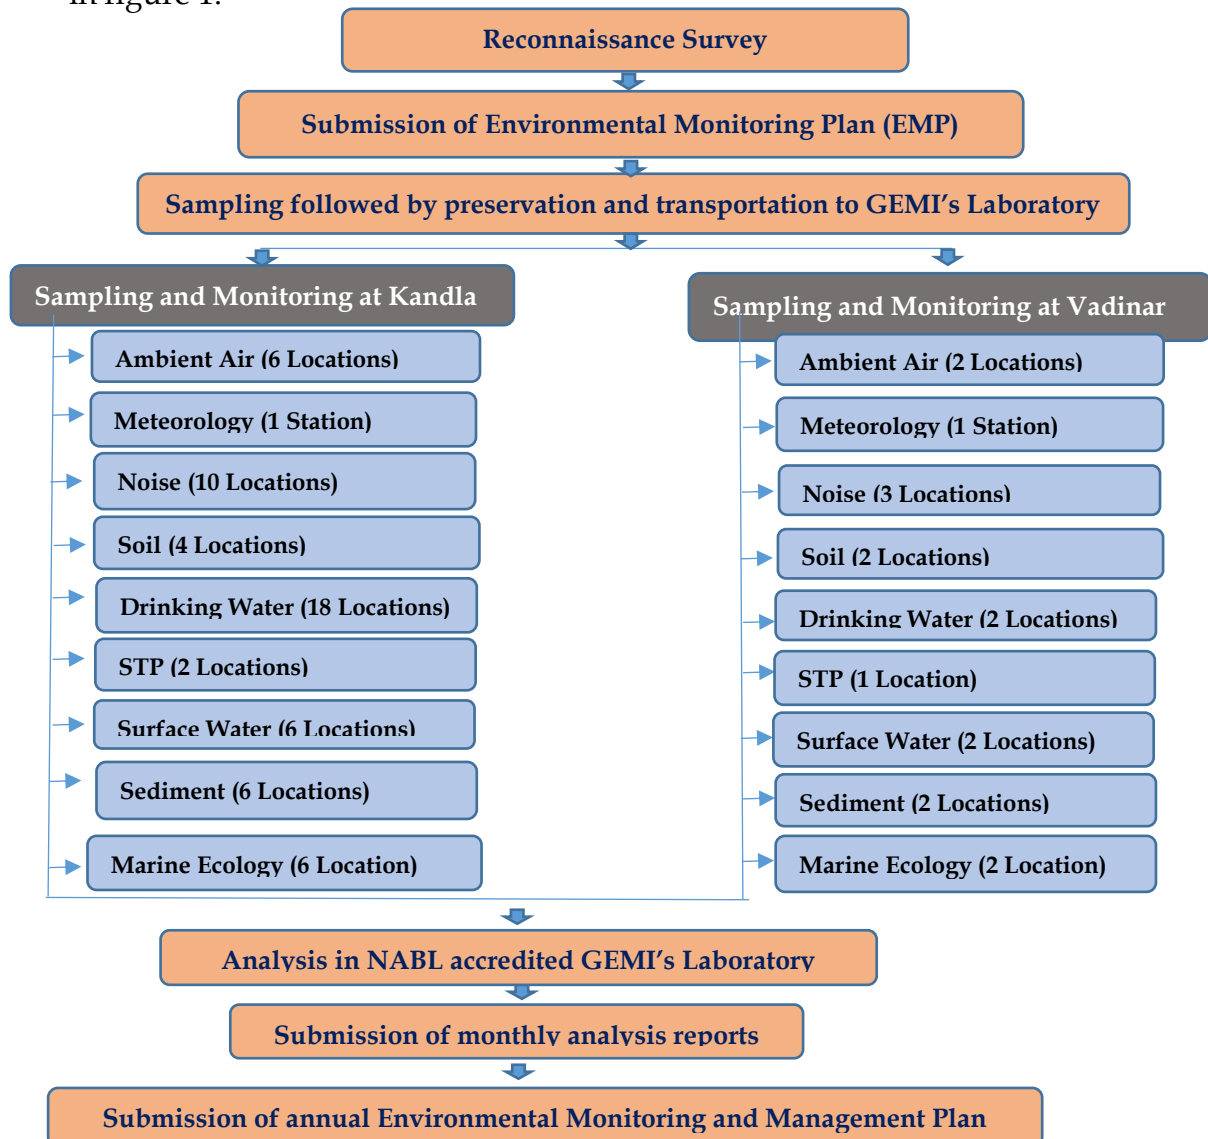 in figure 1.
Reconnaissance Survey
Submission of Environmental Monitoring Plan (EMP)
Sampling followed by preservation and transportation to GEMI’s Laboratory
Sampling and Monitoring at Kandla
Ambient Air (6 Locations)
Meteorology (1 Station)
Noise (10 Locations)
Soil (4 Locations)
Drinking Water (18 Locations)
STP (2 Locations)
Surface Water (6 Locations)
Sediment (6 Locations)
Marine Ecology (6 Location)
Sampling and Monitoring at Vadinar
Ambient Air (2 Locations)
Meteorology (1 Station)
Noise (3 Locations)
Soil (2 Locations)
Drinking Water (2 Locations)
STP (1 Location)
Surface Water (2 Locations)
Sediment (2 Locations)
Marine Ecology (2 Location)
Analysis in NABL accredited GEMI’s Laboratory
Submission of monthly analysis reports
Submission of annual Environmental Monitoring and Management Plan